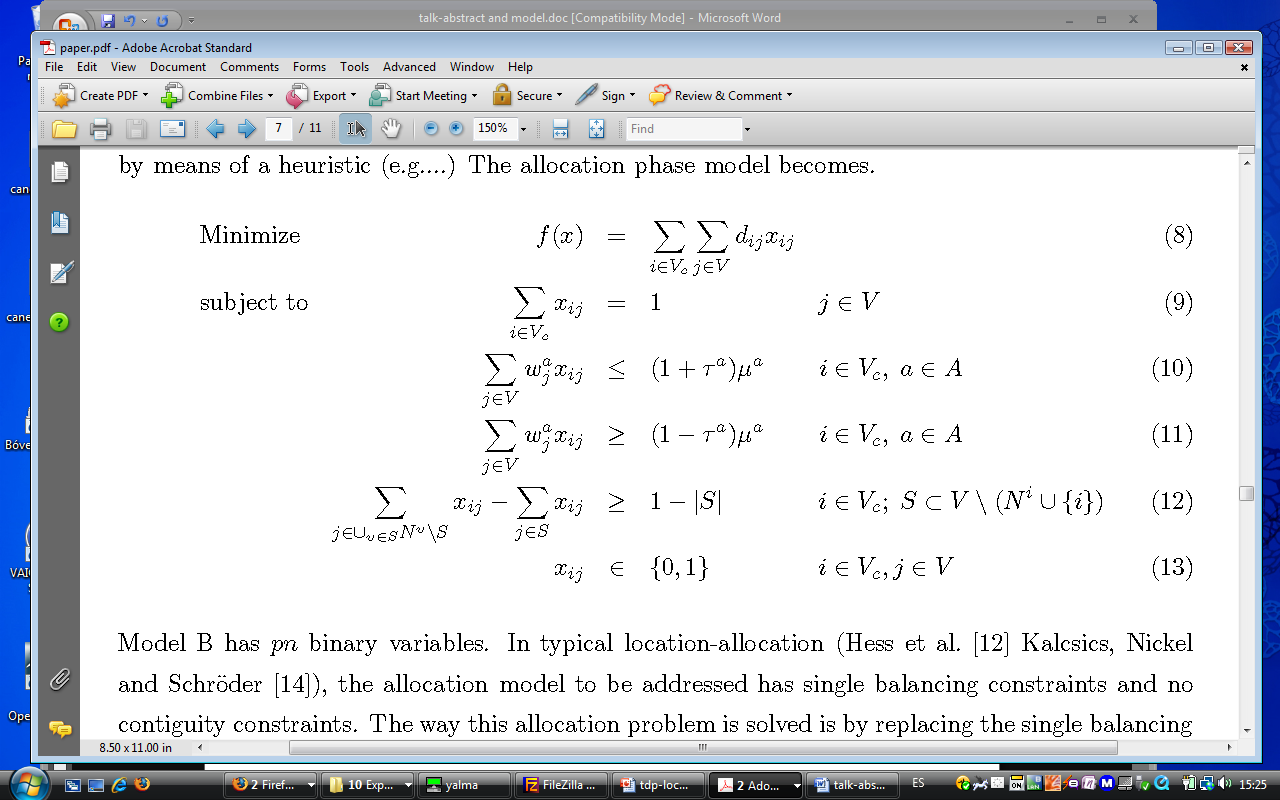 talk-abstract and model.doc [Compatibility Mode] - Microsoft Word
paper.pdf - Adobe Acrobat Standard
File Edit View Document Comments Forms Tools Advanced Window Help
Create PDF Combine Files Export Start Meeting Secure Sign Review & Comment
7 / 11 150% Find
by means of a heuristic (e.g....) The allocation phase model becomes.
Minimize f(x) = ∑_{i∈V_c} ∑_{j∈V} d_{ij}x_{ij} (8)
subject to ∑_{i∈V_c} x_{ij} = 1 j ∈ V (9)
∑_{j∈V} w_j^a x_{ij} ≤ (1 + τ^a)μ^a i ∈ V_c, a ∈ A (10)
∑_{j∈V} w_j^a x_{ij} ≥ (1 − τ^a)μ^a i ∈ V_c, a ∈ A (11)
∑_{j∈∪_{v∈S}N^v\S} x_{ij} − ∑_{j∈S} x_{ij} ≥ 1 − |S| i ∈ V_c; S ⊂ V \ (N^i ∪ {i}) (12)
x_{ij} ∈ {0, 1} i ∈ V_c, j ∈ V (13)
Model B has pn binary variables. In typical location-allocation (Hess et al. [12] Kalcsics, Nickel
and Schröder [14]), the allocation model to be addressed has single balancing constraints and no
contiguity constraints. The way this allocation problem is solved is by replacing the single balancing
8.50 x 11.00 in
can
cane
Bóve
VAIO
Ope
2 Firef... 10 Exp... yalma FileZilla ... tdp-loc... 2 Ado... talk-abs... ES 15:25